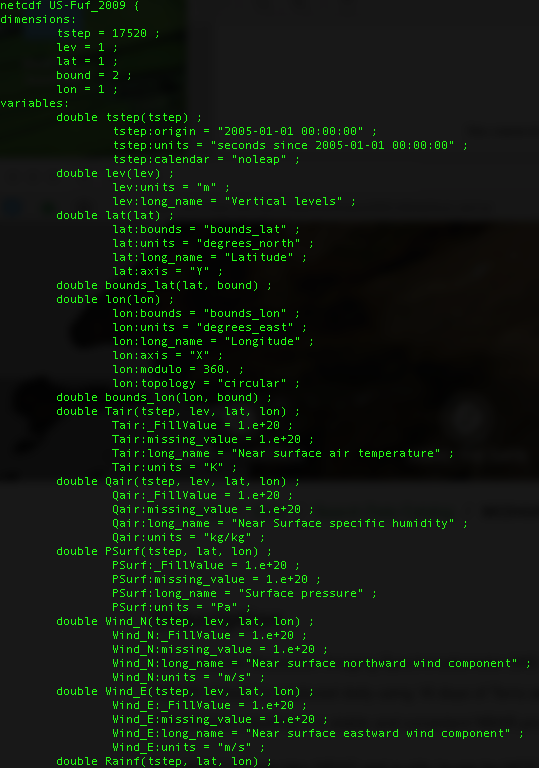 netcdf US-Fuf_2009 {
dimensions:
tstep = 17520 ;
lev = 1 ;
lat = 1 ;
bound = 2 ;
lon = 1 ;
variables:
double tstep(tstep) ;
tstep:origin = "2005-01-01 00:00:00" ;
tstep:units = "seconds since 2005-01-01 00:00:00" ;
tstep:calendar = "noleap" ;
double lev(lev) ;
lev:units = "m" ;
lev:long_name = "Vertical levels" ;
double lat(lat) ;
lat:bounds = "bounds_lat" ;
lat:units = "degrees_north" ;
lat:long_name = "Latitude" ;
lat:axis = "Y" ;
double bounds_lat(lat, bound) ;
double lon(lon) ;
lon:bounds = "bounds_lon" ;
lon:units = "degrees_east" ;
lon:long_name = "Longitude" ;
lon:axis = "X" ;
lon:modulo = 360. ;
lon:topology = "circular" ;
double bounds_lon(lon, bound) ;
double Tair(tstep, lev, lat, lon) ;
Tair:_FillValue = 1.e+20 ;
Tair:missing_value = 1.e+20 ;
Tair:long_name = "Near surface air temperature" ;
Tair:units = "K" ;
double Qair(tstep, lev, lat, lon) ;
Qair:_FillValue = 1.e+20 ;
Qair:missing_value = 1.e+20 ;
Qair:long_name = "Near Surface specific humidity" ;
Qair:units = "kg/kg" ;
double PSurf(tstep, lat, lon) ;
PSurf:_FillValue = 1.e+20 ;
PSurf:missing_value = 1.e+20 ;
PSurf:long_name = "Surface pressure" ;
PSurf:units = "Pa" ;
double Wind_N(tstep, lev, lat, lon) ;
Wind_N:_FillValue = 1.e+20 ;
Wind_N:missing_value = 1.e+20 ;
Wind_N:long_name = "Near surface northward wind component" ;
Wind_N:units = "m/s" ;
double Wind_E(tstep, lev, lat, lon) ;
Wind_E:_FillValue = 1.e+20 ;
Wind_E:missing_value = 1.e+20 ;
Wind_E:long_name = "Near surface eastward wind component" ;
Wind_E:units = "m/s" ;
double Rainf(tstep, lat, lon) ;